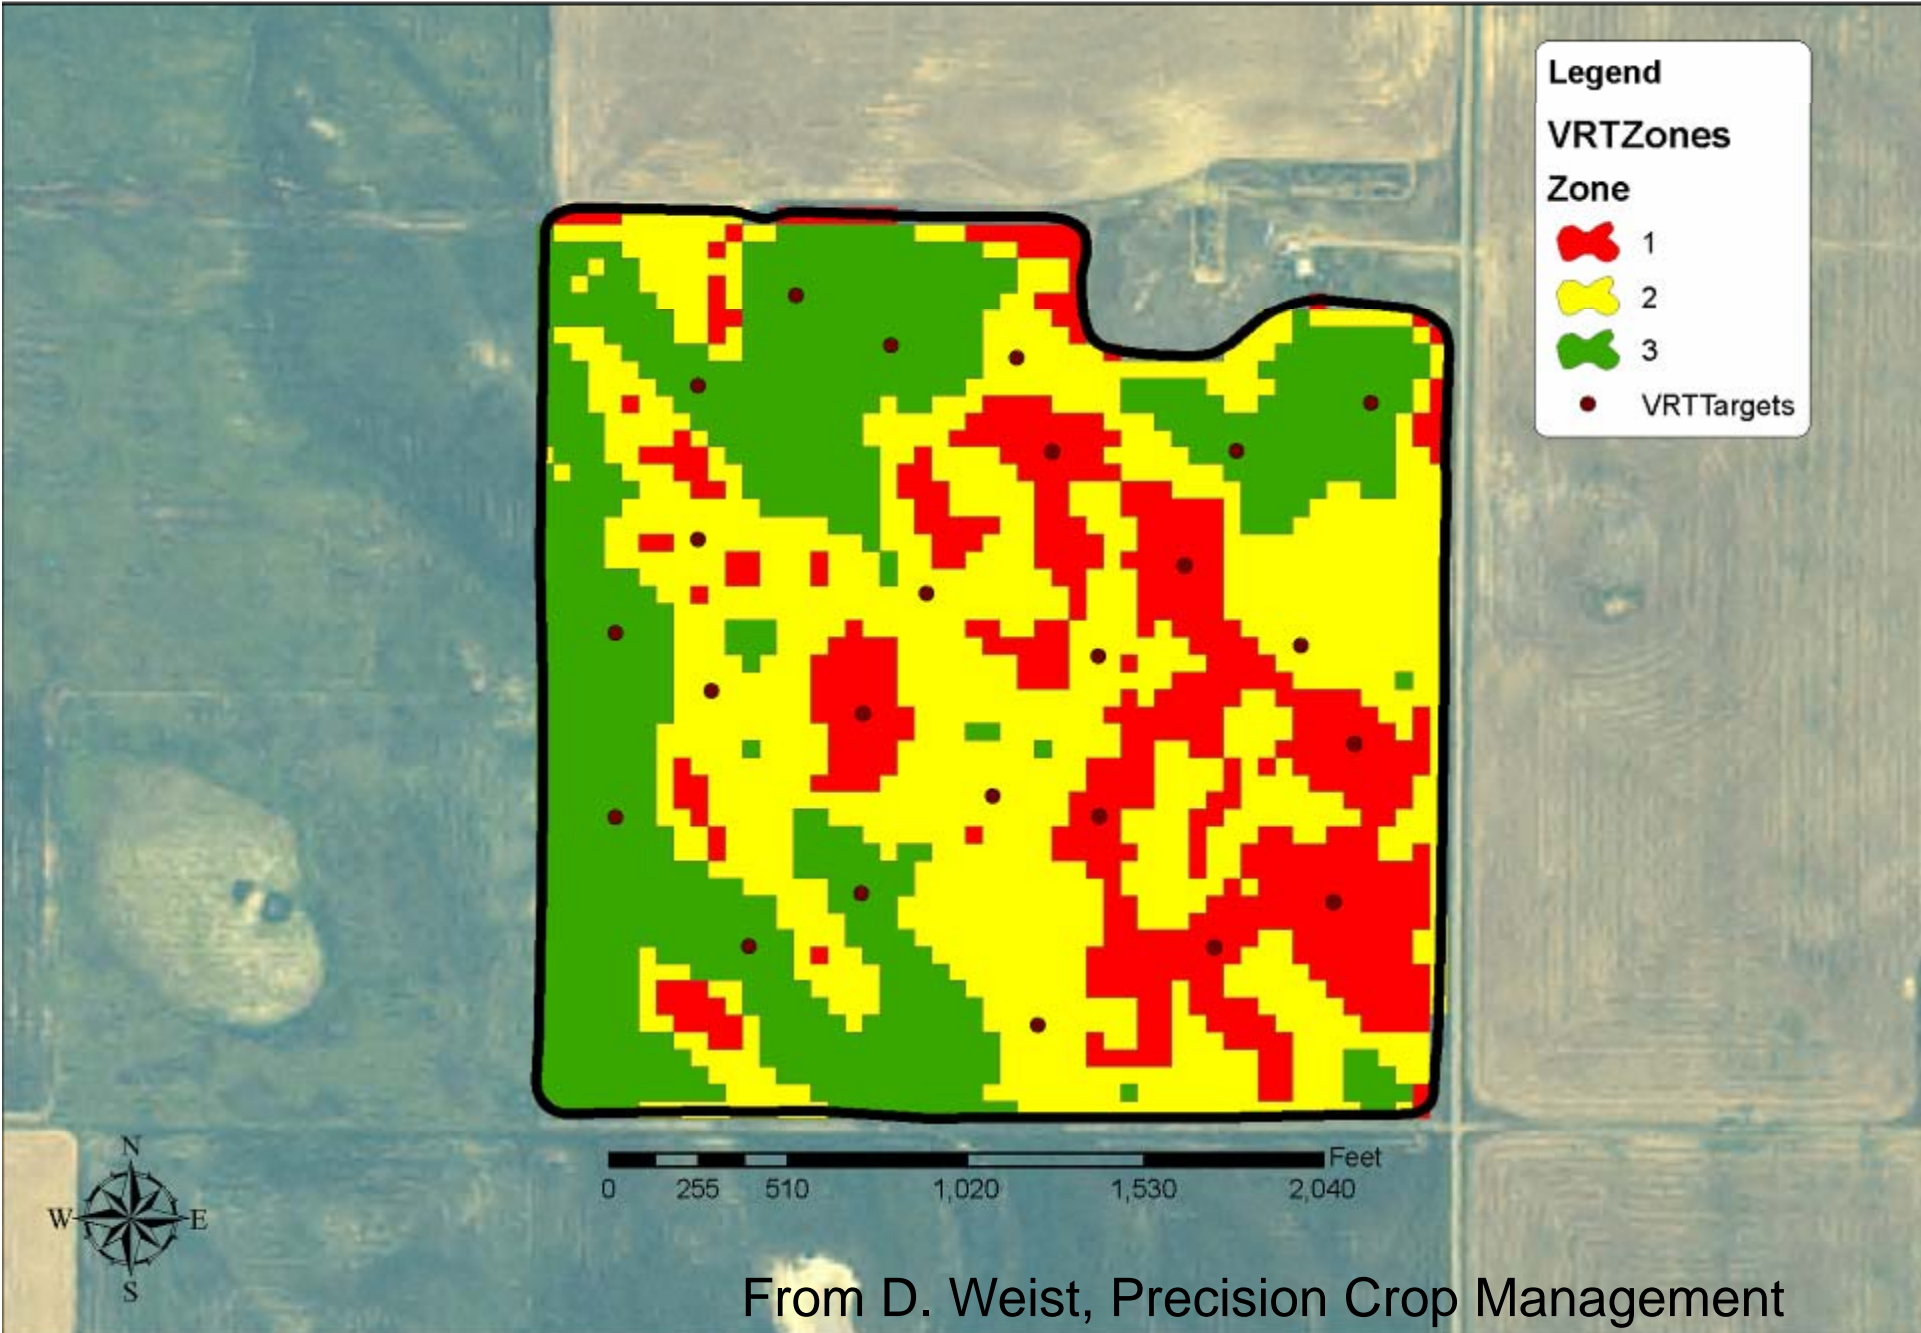 Legend
VRTZones
Zone
1
2
3
VRTTargets
N
W E
S
Feet
0 255 510 1,020 1,530 2,040
From D. Weist, Precision Crop Management